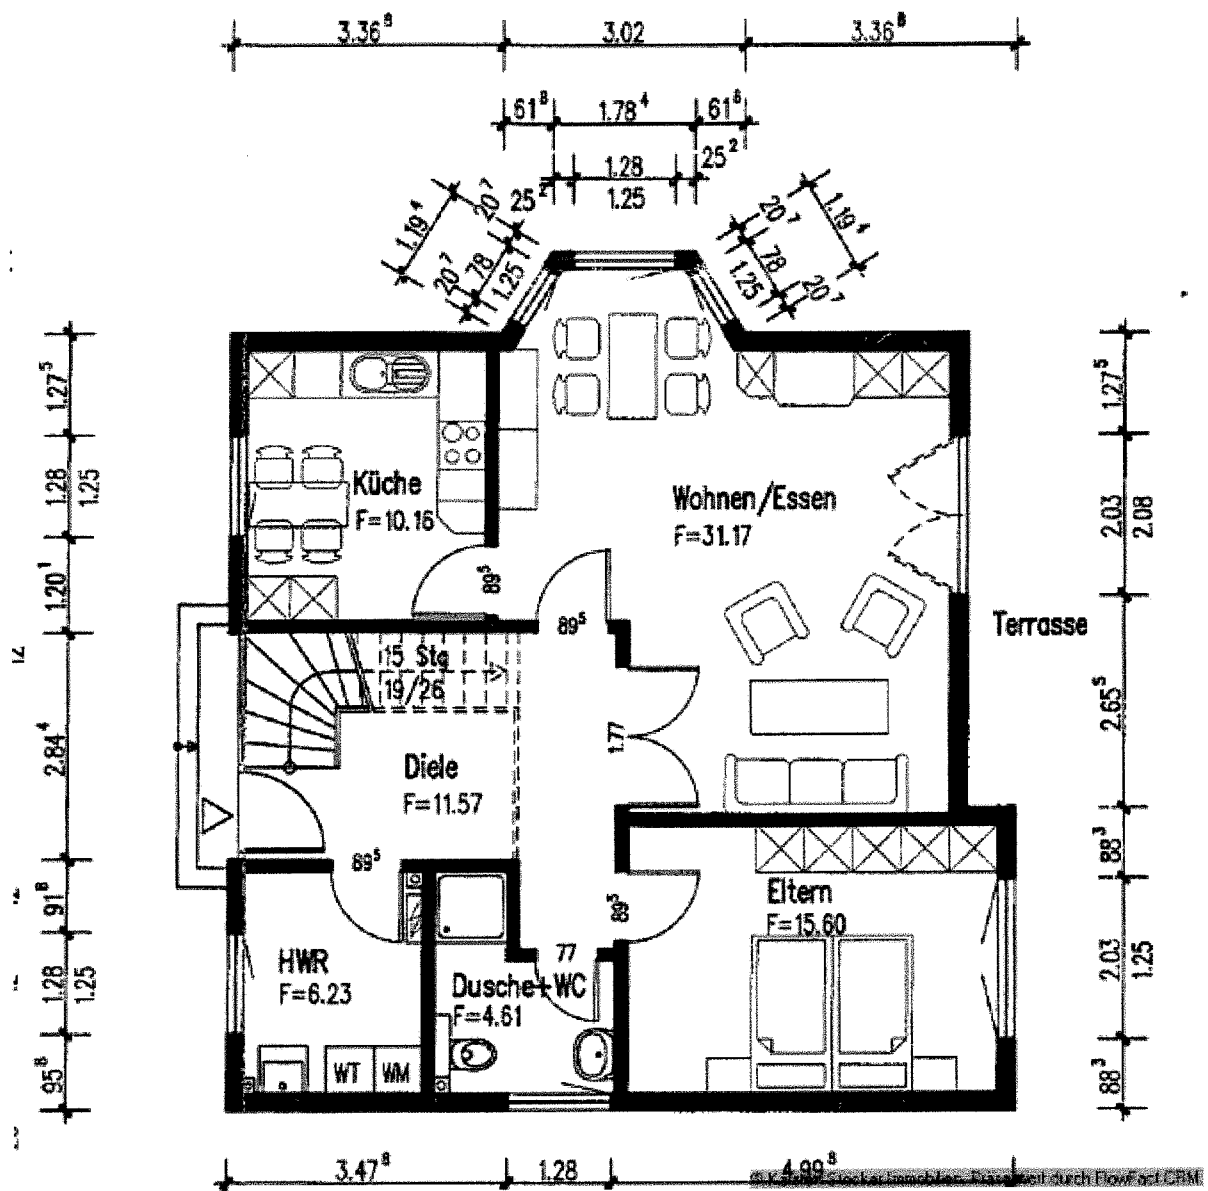 3.36⁸ 3.02 3.36⁸
61⁸ 1.78⁴ 61⁸
1.28 25²
25² 1.25
1.19⁴ 20⁷ 78 1.25 20⁷
20⁷ 78 1.25 20⁷ 1.19⁴
1.27⁵
1.28
1.25
1.20¹
2.84⁴
91⁸
1.28
1.25
95⁸
Küche
F=10.16
89⁵
Wohnen/Essen
F=31.17
89⁵
Terrasse
15 Stg
19/26
1.77
Diele
F=11.57
89⁵
89⁵
Eltern
F=15.60
HWR
F=6.23
77
Dusche+WC
F=4.61
WT WM
1.27⁵
2.03
2.08
2.65⁵
88³
2.03
1.25
88³
3.47⁸ 1.28 4.99⁸